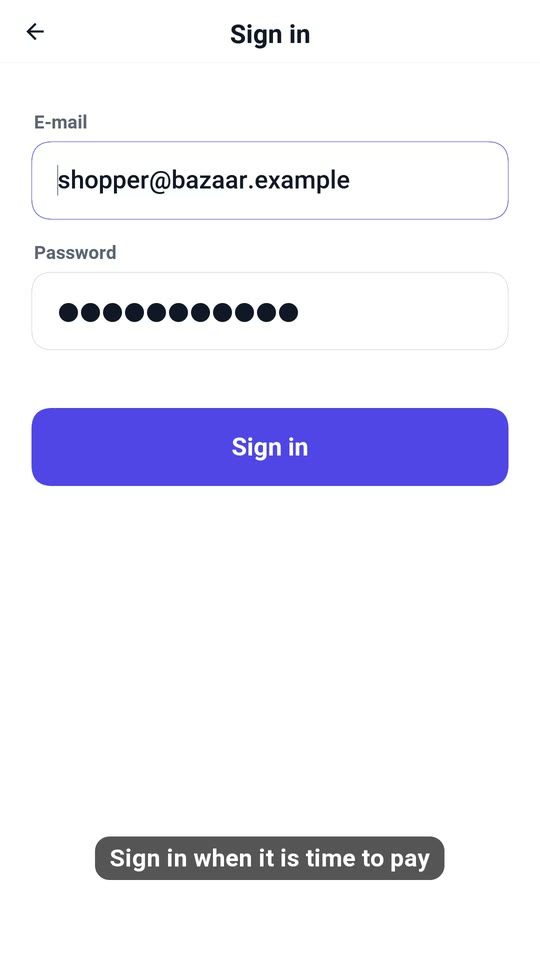 Sign in
E-mail
shopper@bazaar.example
Password
Sign in
Sign in when it is time to pay